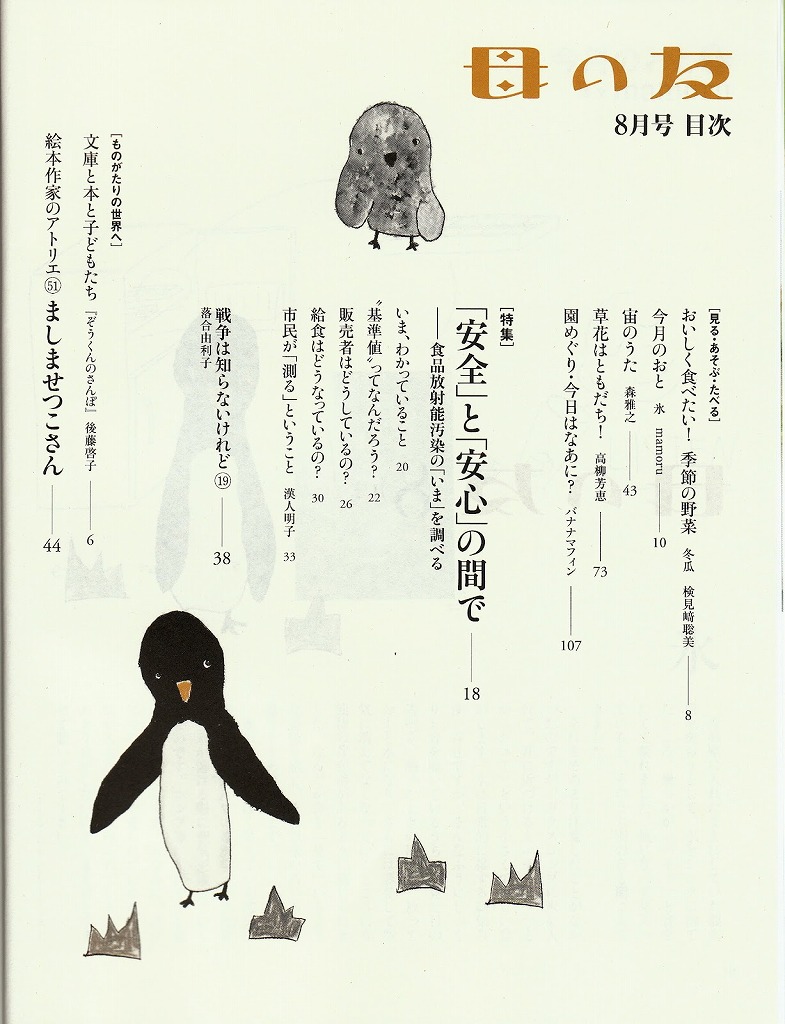 母の友
8月号 目次
[見る・あそぶ・たべる]
おいしく食べたい！ 季節の野菜 冬瓜 検見﨑聡美 ——— 8
今月のおと 氷 mamoru ——— 10
宙のうた 森雅之 ——— 43
草花はともだち！ 高柳芳恵 ——— 73
園めぐり・今日はなあに？ バナナマフィン ——— 107
[特集]
「安全」と「安心」の間で ——— 18
——食品放射能汚染の「いま」を調べる
いま、わかっていること 20
〝基準値〟ってなんだろう？ 22
販売者はどうしているの？ 26
給食はどうなっているの？ 30
市民が「測る」ということ 漢人明子 33
戦争は知らないけれど⑲ ——— 38
落合由利子
[ものがたりの世界へ]
文庫と本と子どもたち 『ぞうくんのさんぽ』 後藤啓子 ——— 6
絵本作家のアトリエ㊿ ましませつこさん ——— 44